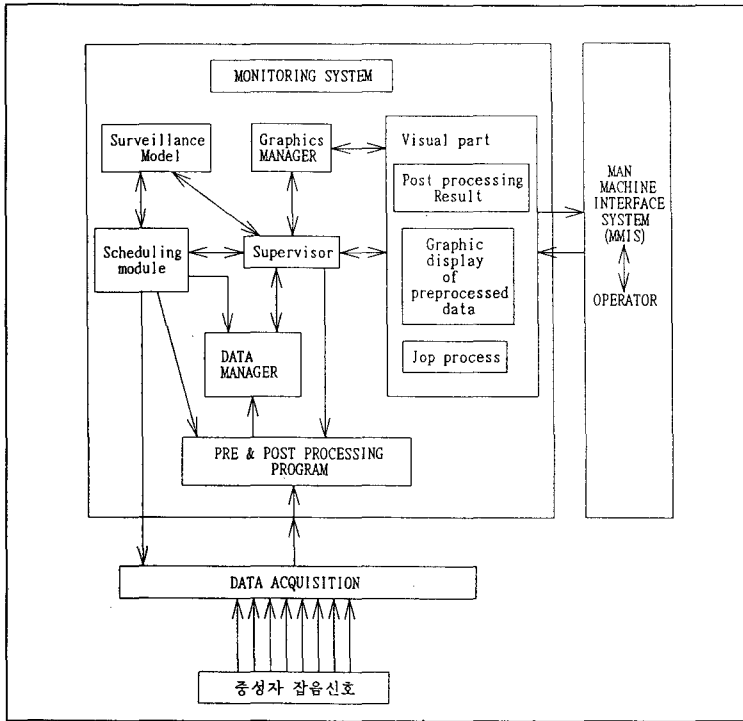 MONITORING SYSTEM
Surveillance
Model
Graphics
MANAGER
Visual part
Post processing
Result
Scheduling
module
Supervisor
Graphic
display
of
preprocessed
data
DATA
MANAGER
Jop process
PRE & POST PROCESSING
PROGRAM
MAN
MACHINE
INTERFACE
SYSTEM
(MMIS)
OPERATOR
DATA ACQUISITION
중성자 잡음신호